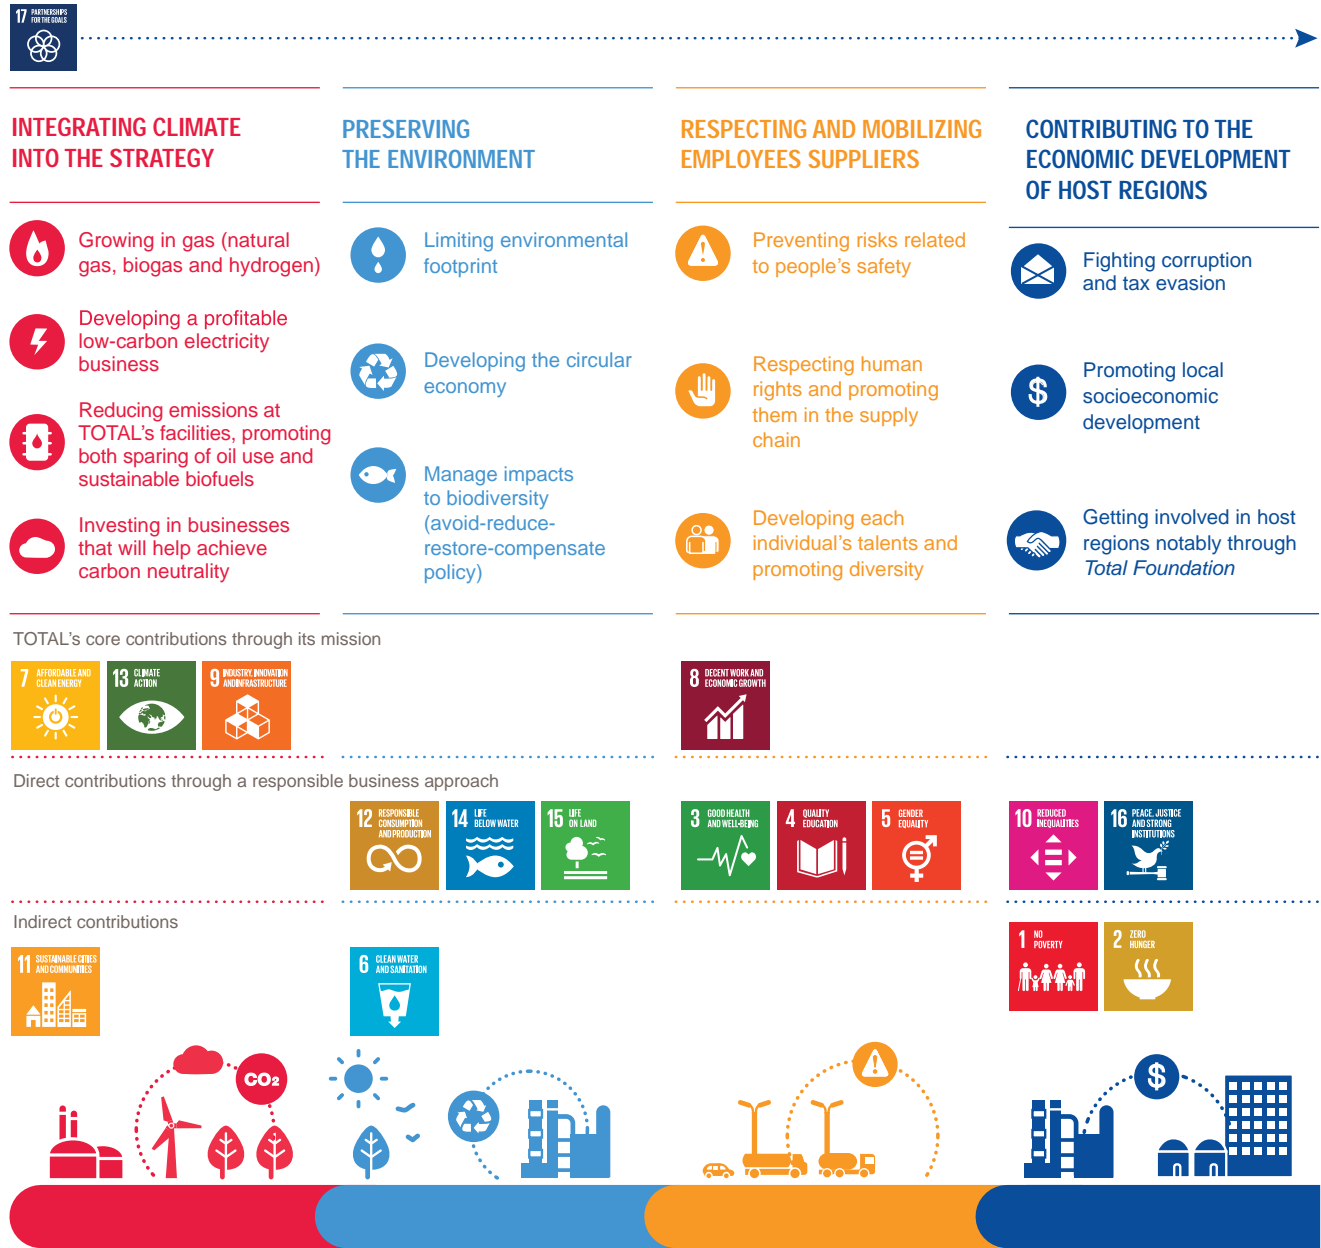 17 PARTNERSHIPS
FOR THE GOALS
INTEGRATING CLIMATE
INTO THE STRATEGY
Growing in gas (natural
gas, biogas and hydrogen)
Developing a profitable
low-carbon electricity
business
Reducing emissions at
TOTAL's facilities, promoting
both sparing of oil use and
sustainable biofuels
Investing in businesses
that will help achieve
carbon neutrality
PRESERVING
THE ENVIRONMENT
Limiting environmental
footprint
Developing the circular
economy
Manage impacts
to biodiversity
(avoid-reduce-
restore-compensate
policy)
RESPECTING AND MOBILIZING
EMPLOYEES SUPPLIERS
Preventing risks related
to people's safety
Respecting human
rights and promoting
them in the supply
chain
Developing each
individual's talents and
promoting diversity
CONTRIBUTING TO THE
ECONOMIC DEVELOPMENT
OF HOST REGIONS
Fighting corruption
and tax evasion
$
Promoting local
socioeconomic
development
Getting involved in host
regions notably through
Total Foundation
TOTAL's core contributions through its mission
7 AFFORDABLE AND
CLEAN ENERGY
13 CLIMATE
ACTION
9 INDUSTRY, INNOVATION
AND INFRASTRUCTURE
8 DECENT WORK AND
ECONOMIC GROWTH
Direct contributions through a responsible business approach
12 RESPONSIBLE
CONSUMPTION
AND PRODUCTION
14 LIFE
BELOW WATER
15 LIFE
ON LAND
3 GOOD HEALTH
AND WELL-BEING
4 QUALITY
EDUCATION
5 GENDER
EQUALITY
10 REDUCED
INEQUALITIES
16 PEACE, JUSTICE
AND STRONG
INSTITUTIONS
Indirect contributions
11 SUSTAINABLE CITIES
AND COMMUNITIES
6 CLEAN WATER
AND SANITATION
1 NO
POVERTY
2 ZERO
HUNGER
CO2
$